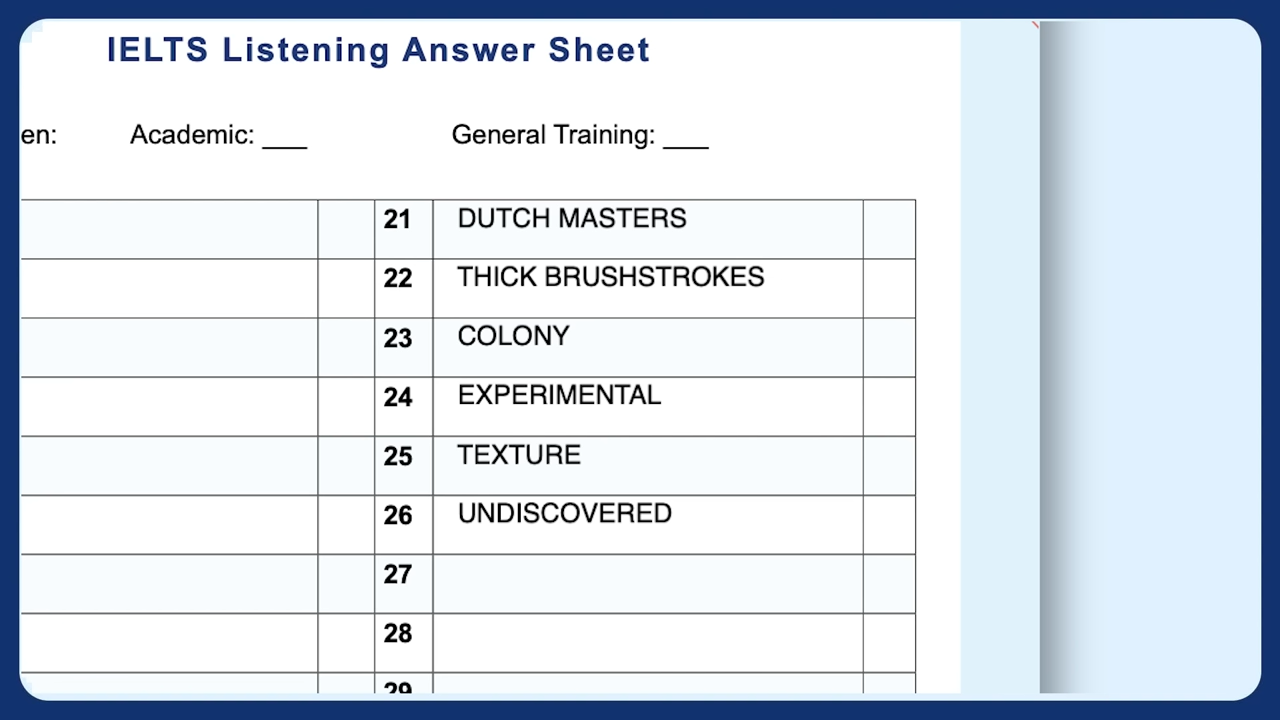 IELTS Listening Answer Sheet
en: Academic: ___ General Training: ___
21 DUTCH MASTERS
22 THICK BRUSHSTROKES
23 COLONY
24 EXPERIMENTAL
25 TEXTURE
26 UNDISCOVERED
27
28
29